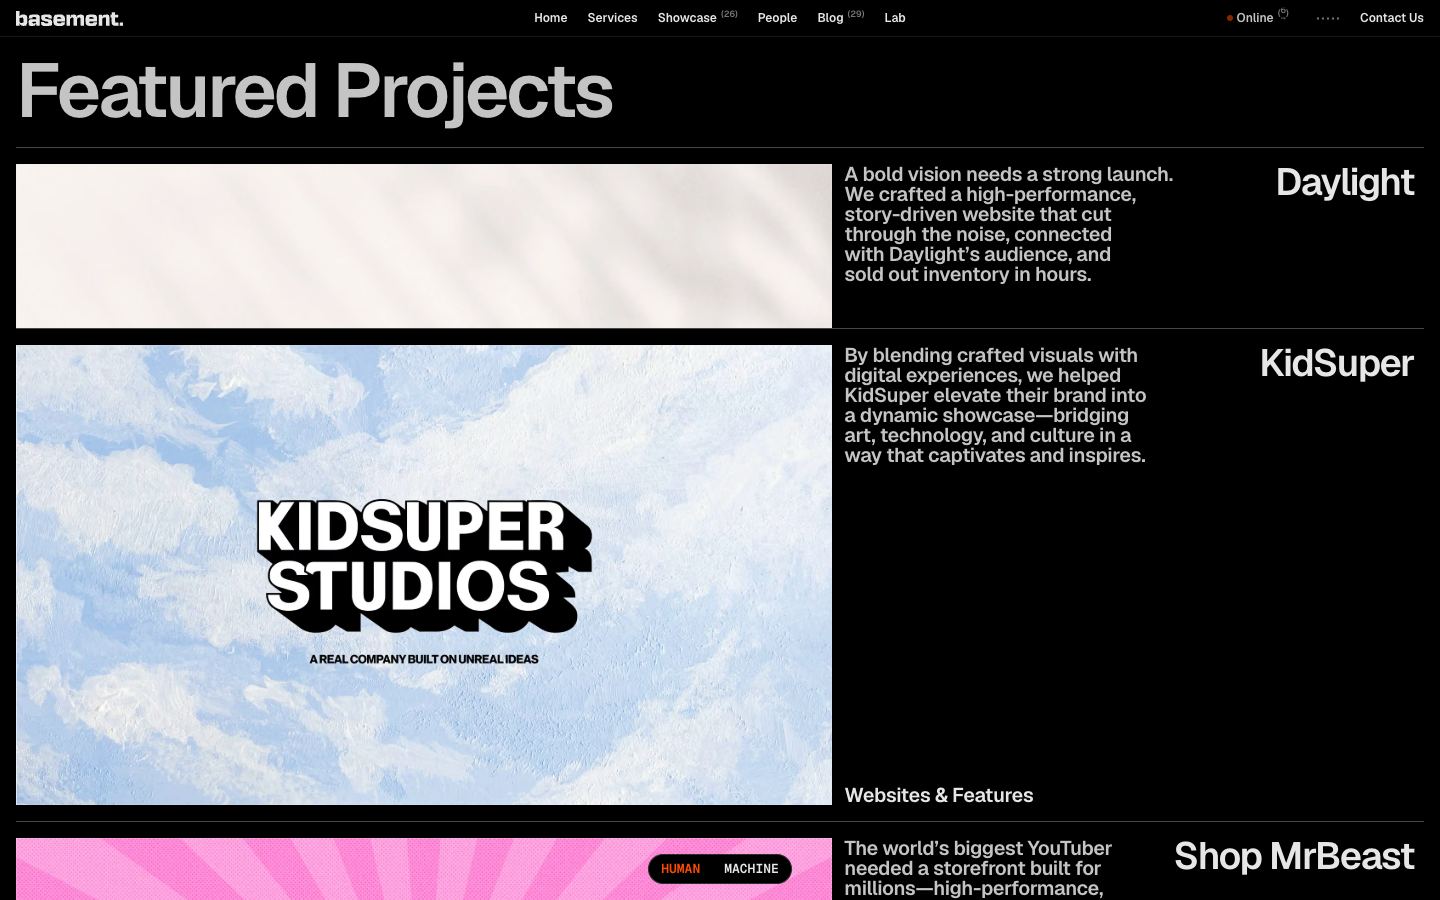 basement.
Home
Services
Showcase (26)
People
Blog (29)
Lab
Online
Contact Us
Featured Projects
A bold vision needs a strong launch.
We crafted a high-performance,
story-driven website that cut
through the noise, connected
with Daylight’s audience, and
sold out inventory in hours.
Daylight
KIDSUPER
STUDIOS
A REAL COMPANY BUILT ON UNREAL IDEAS
By blending crafted visuals with
digital experiences, we helped
KidSuper elevate their brand into
a dynamic showcase—bridging
art, technology, and culture in a
way that captivates and inspires.
KidSuper
Websites & Features
HUMAN
MACHINE
The world’s biggest YouTuber
needed a storefront built for
millions—high-performance,
Shop MrBeast